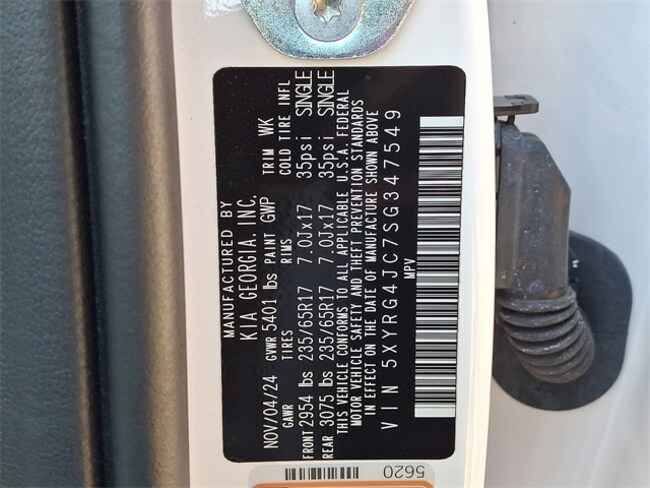 MANUFACTURED BY
KIA GEORGIA, INC.
NOV/04/24 GVWR 5401 lbs PAINT GWP TRIM WK
GAWR TIRES RIMS COLD TIRE INFL
FRONT 2954 lbs 235/65R17 7.0Jx17 35psi SINGLE
REAR 3075 lbs 235/65R17 7.0Jx17 35psi SINGLE
THIS VEHICLE CONFORMS TO ALL APPLICABLE U.S.A. FEDERAL
MOTOR VEHICLE SAFETY AND THEFT PREVENTION STANDARDS
IN EFFECT ON THE DATE OF MANUFACTURE SHOWN ABOVE
VIN 5XYRG4JC7SG347549
MPV
5620